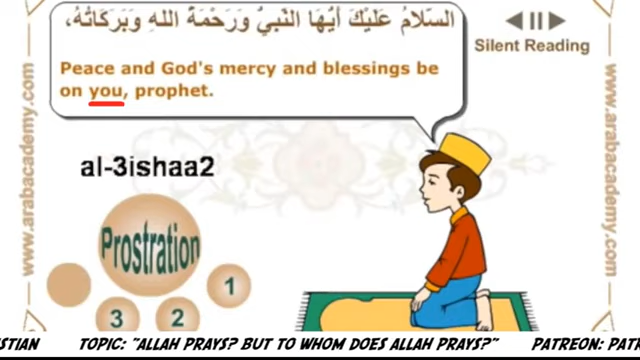 السّلامُ عَلَيْكَ أَيُّهَا النَّبيُّ وَرَحْمَةُ اللهِ وَبَرَكَاتُهُ،
Peace and God's mercy and blessings be
on you, prophet.
Silent Reading
al-3ishaa2
Prostration
1
2
3
www.arabacademy.com
www.arabacademy.com
STIAN TOPIC: "ALLAH PRAYS? BUT TO WHOM DOES ALLAH PRAYS?" PATREON: PAT